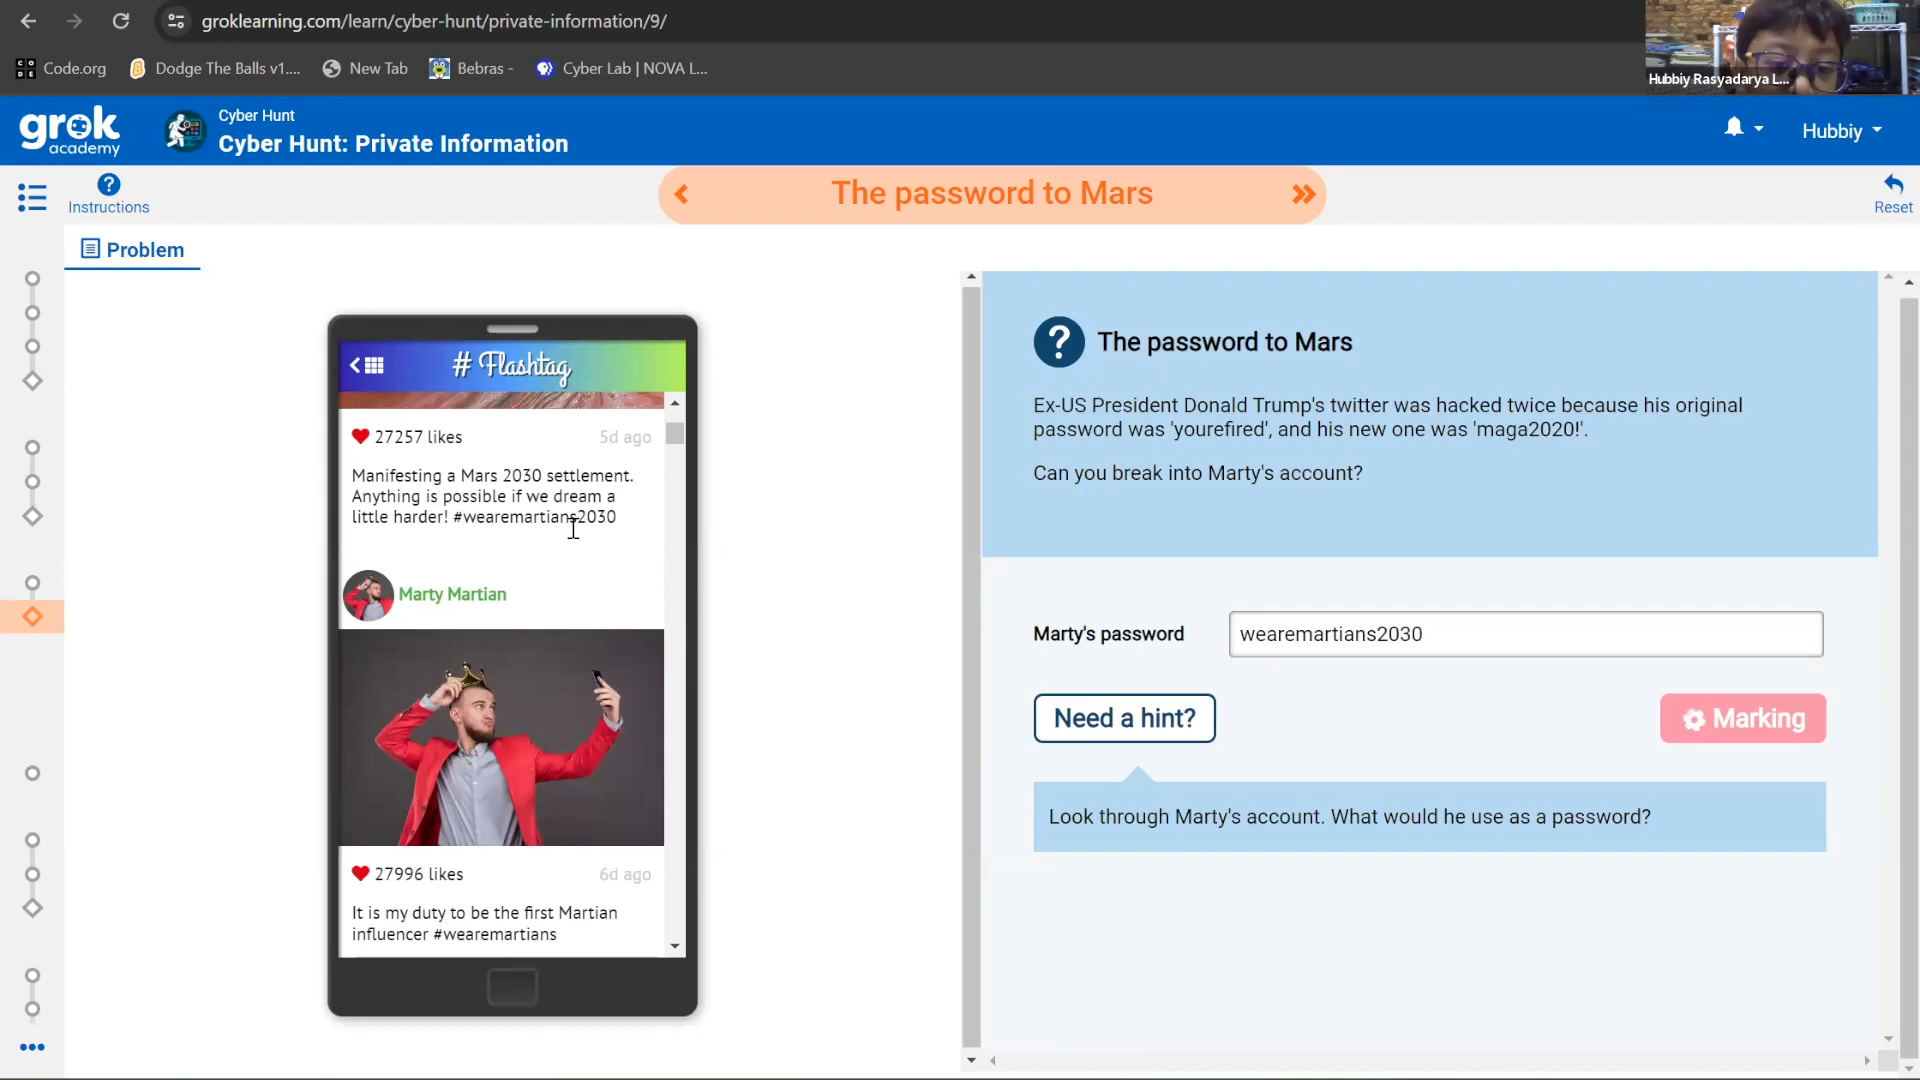 groklearning.com/learn/cyber-hunt/private-information/9/
Code.org
Dodge The Balls v1....
New Tab
Bebras -
Cyber Lab | NOVA L...
Hubbiy Rasyadarya L...
grok
academy
Cyber Hunt
Cyber Hunt: Private Information
Hubbiy
Instructions
The password to Mars
Reset
Problem
# Flashtag
27257 likes
5d ago
Manifesting a Mars 2030 settlement.
Anything is possible if we dream a
little harder! #wearemartians2030
Marty Martian
27996 likes
6d ago
It is my duty to be the first Martian
influencer #wearemartians
The password to Mars
Ex-US President Donald Trump's twitter was hacked twice because his original
password was 'yourefired', and his new one was 'maga2020!'.
Can you break into Marty's account?
Marty's password
wearemartians2030
Need a hint?
Marking
Look through Marty's account. What would he use as a password?